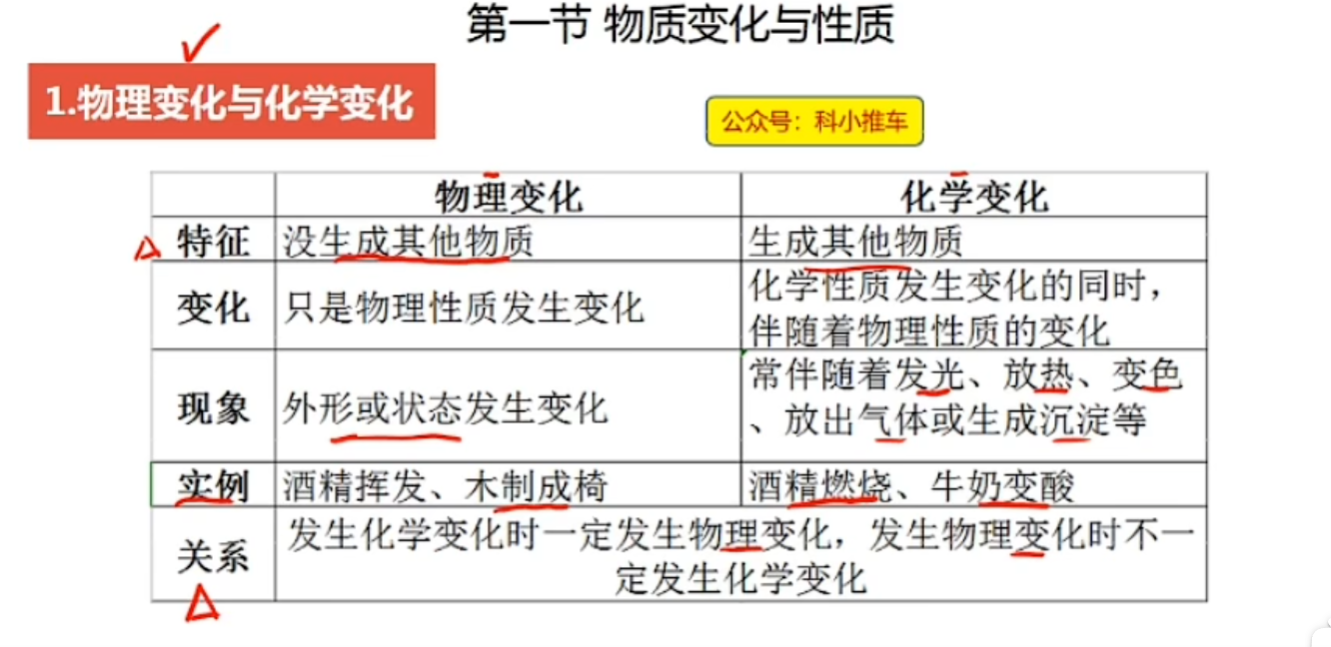 第一节 物质变化与性质
1.物理变化与化学变化
公众号：科小推车
物理变化 化学变化
特征 没生成其他物质 生成其他物质
变化 只是物理性质发生变化 化学性质发生变化的同时，
伴随着物理性质的变化
现象 外形或状态发生变化 常伴随着发光、放热、变色
、放出气体或生成沉淀等
实例 酒精挥发、木制成椅 酒精燃烧、牛奶变酸
关系 发生化学变化时一定发生物理变化，发生物理变化时不一
定发生化学变化